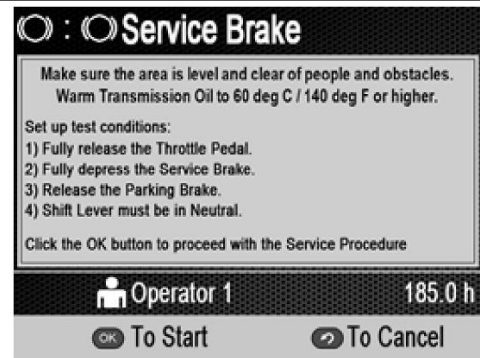 : Service Brake
Make sure the area is level and clear of people and obstacles.
Warm Transmission Oil to 60 deg C / 140 deg F or higher.
Set up test conditions:
1) Fully release the Throttle Pedal.
2) Fully depress the Service Brake.
3) Release the Parking Brake.
4) Shift Lever must be in Neutral.
Click the OK button to proceed with the Service Procedure
Operator 1 185.0 h
OK To Start To Cancel